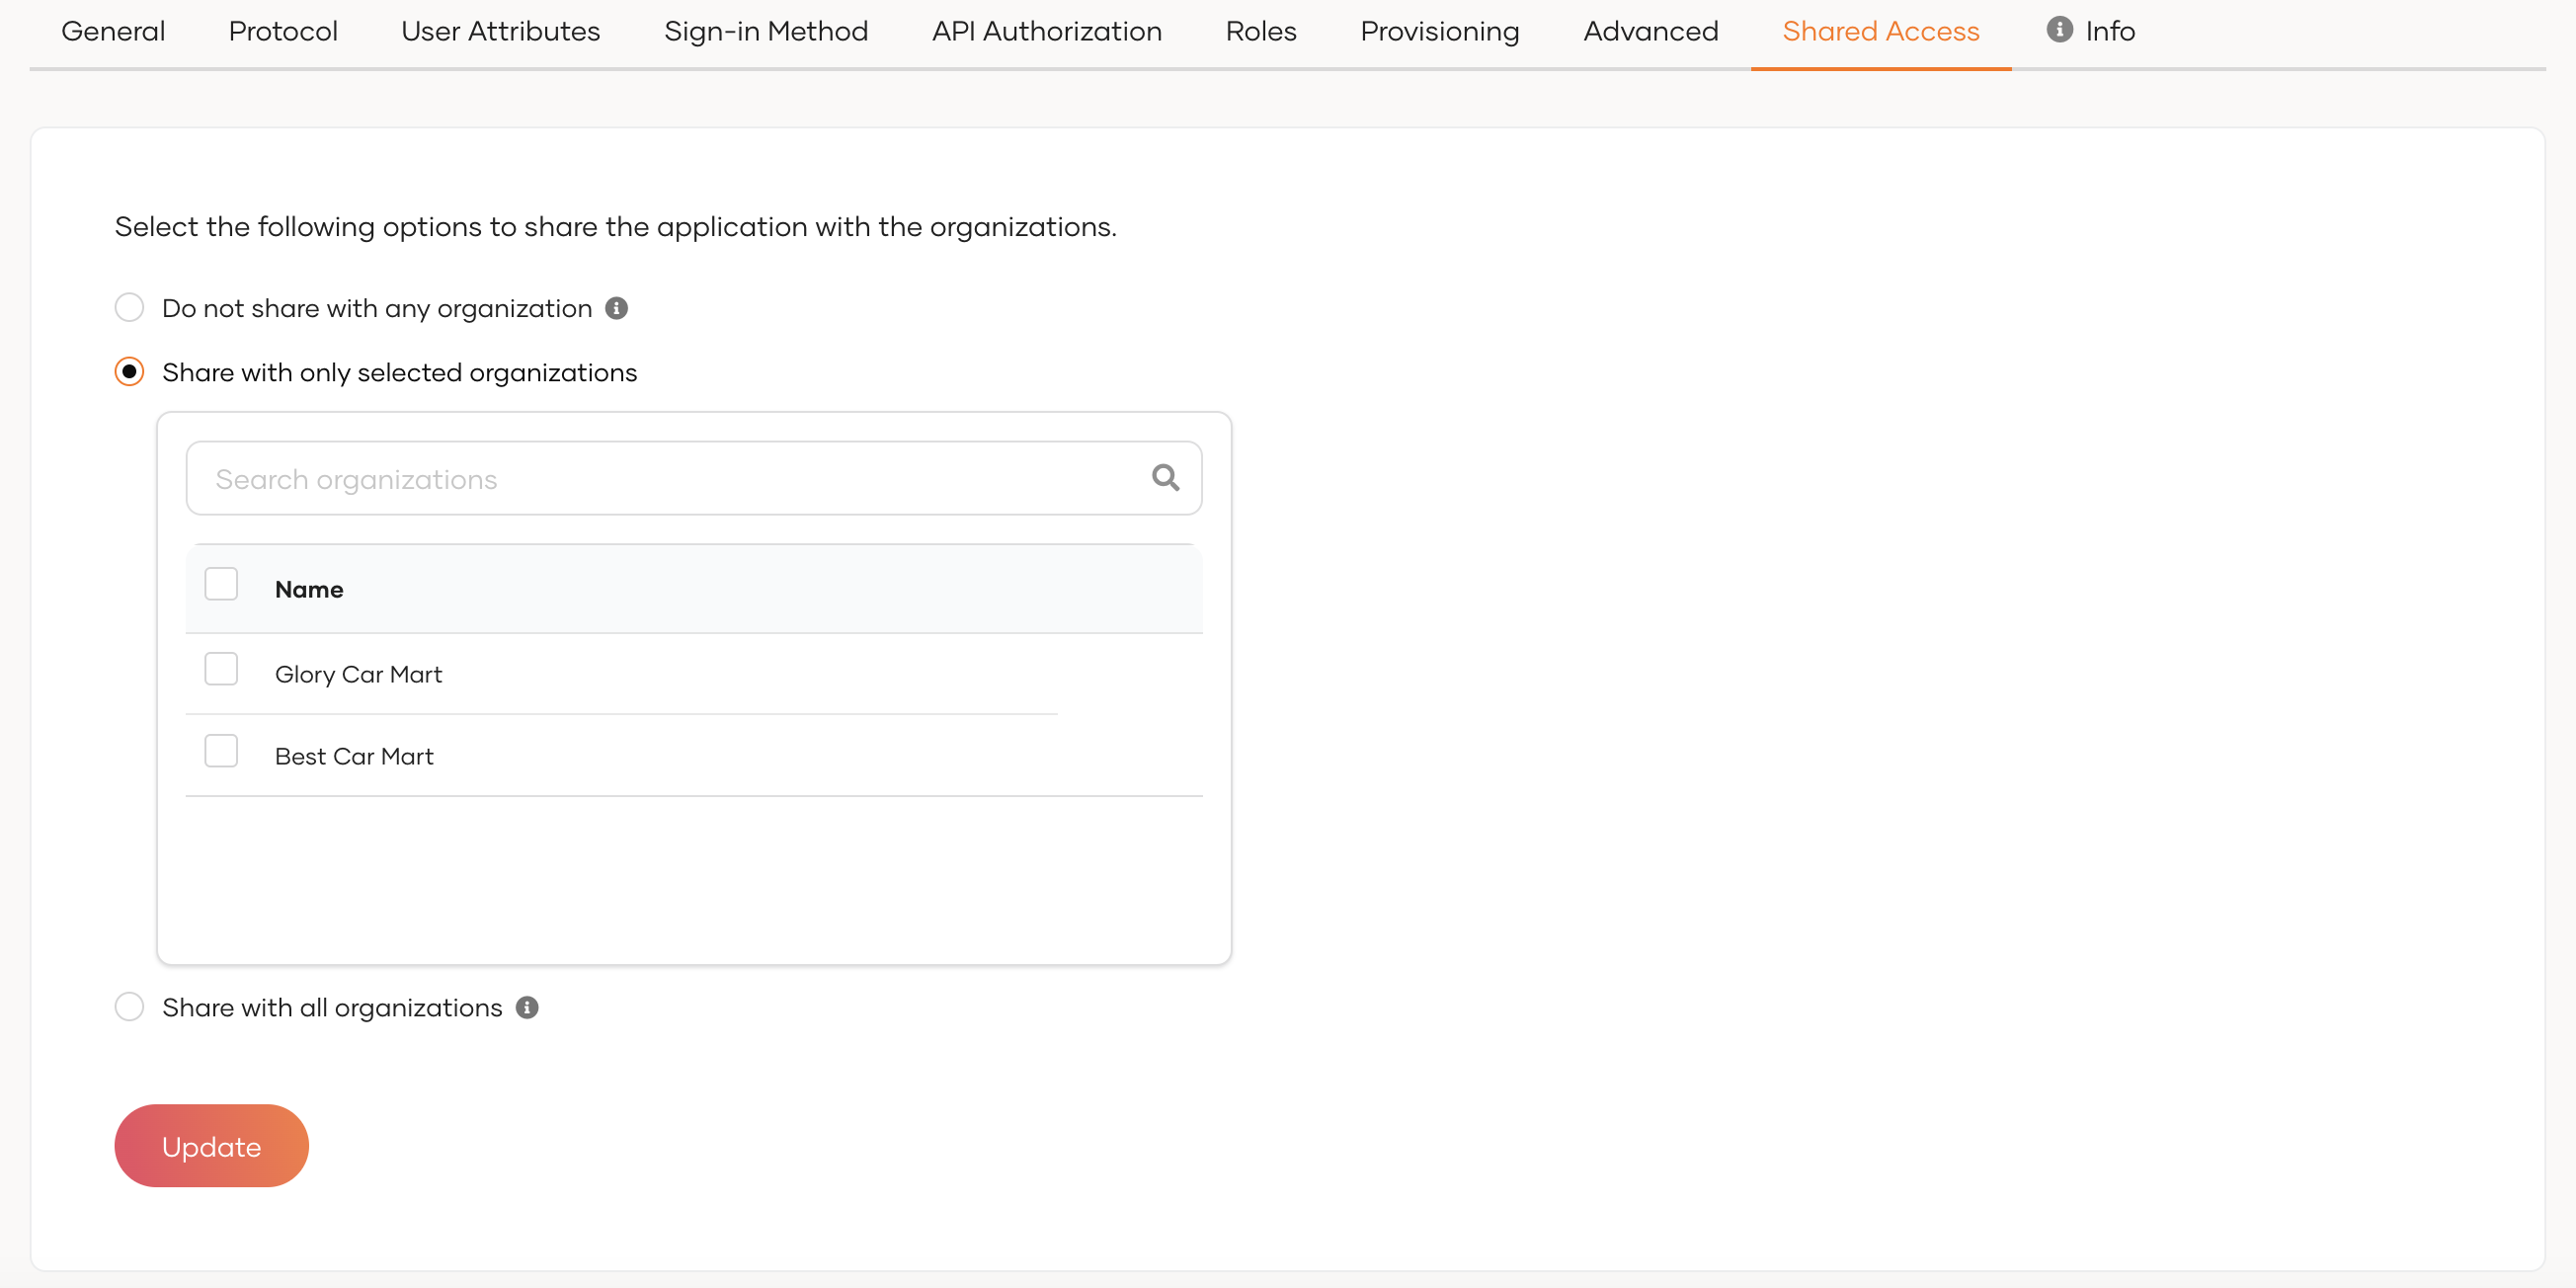 General Protocol User Attributes Sign-in Method API Authorization Roles Provisioning Advanced Shared Access Info
Select the following options to share the application with the organizations.
Do not share with any organization
Share with only selected organizations
Search organizations
Name
Glory Car Mart
Best Car Mart
Share with all organizations
Update